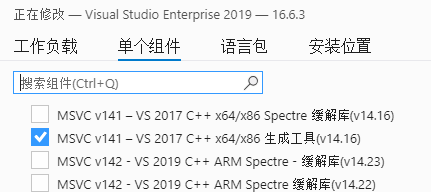 正在修改 — Visual Studio Enterprise 2019 — 16.6.3
工作负载 单个组件 语言包 安装位置
搜索组件(Ctrl+Q)
MSVC v141 – VS 2017 C++ x64/x86 Spectre 缓解库(v14.16)
MSVC v141 – VS 2017 C++ x64/x86 生成工具(v14.16)
MSVC v142 - VS 2019 C++ ARM Spectre - 缓解库(v14.23)
MSVC v142 - VS 2019 C++ ARM Spectre - 缓解库(v14.22)